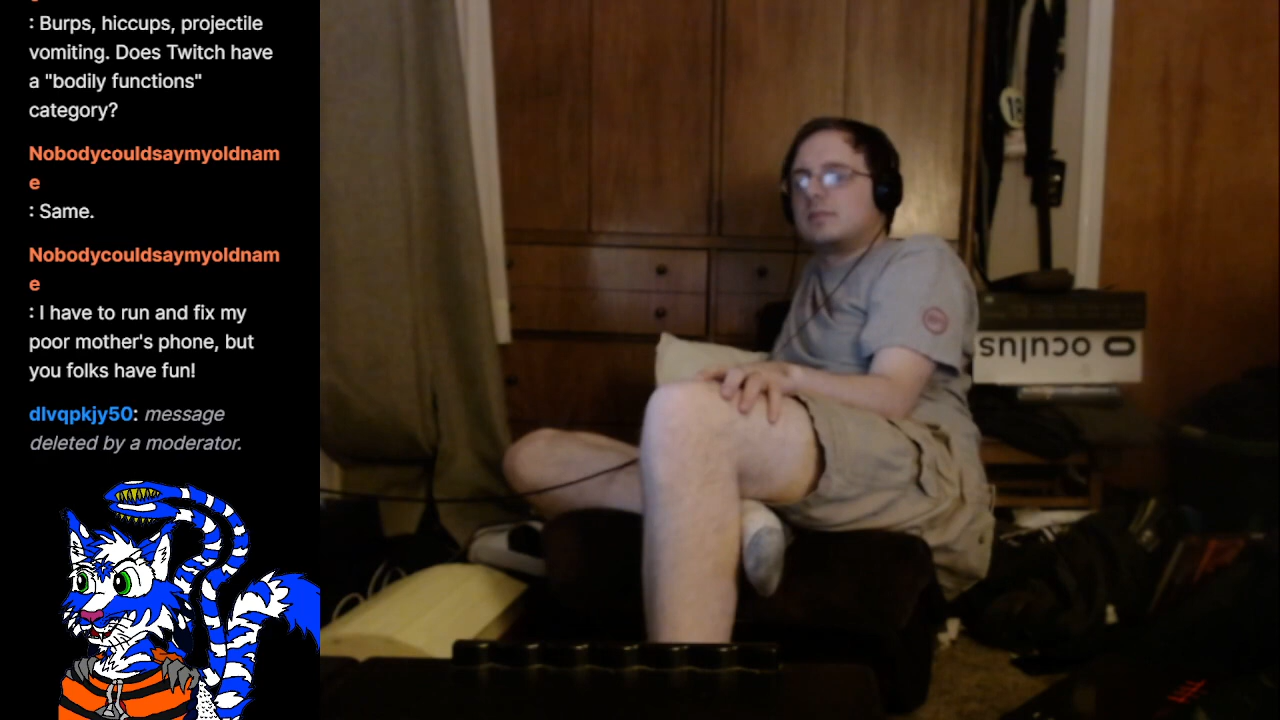 : Burps, hiccups, projectile
vomiting. Does Twitch have
a "bodily functions"
category?
Nobodycouldsaymyoldnam
e
: Same.
Nobodycouldsaymyoldnam
e
: I have to run and fix my
poor mother's phone, but
you folks have fun!
dlvqpkjy50: message
deleted by a moderator.
18
oculus